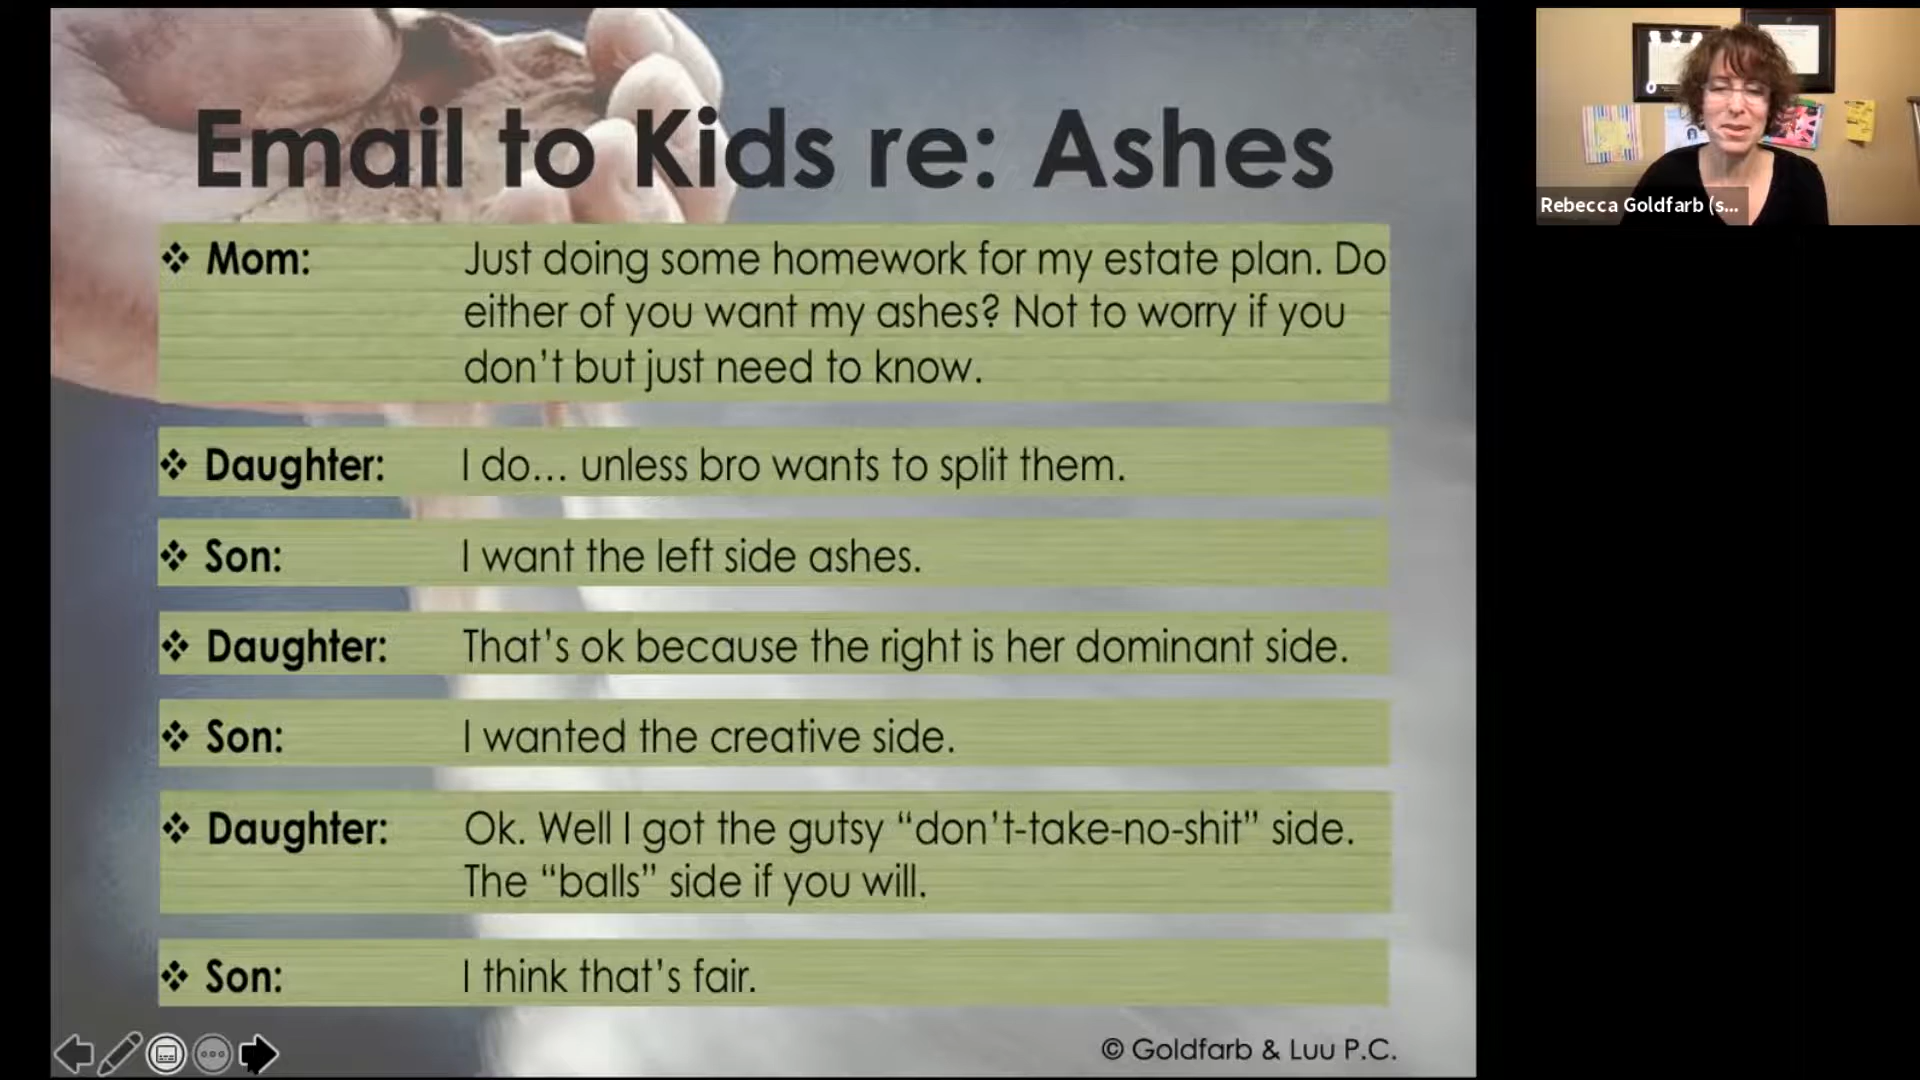 Email to Kids re: Ashes
Rebecca Goldfarb (s...
❖ Mom: Just doing some homework for my estate plan. Do
either of you want my ashes? Not to worry if you
don’t but just need to know.
❖ Daughter: I do… unless bro wants to split them.
❖ Son: I want the left side ashes.
❖ Daughter: That’s ok because the right is her dominant side.
❖ Son: I wanted the creative side.
❖ Daughter: Ok. Well I got the gutsy “don’t-take-no-shit” side.
The “balls” side if you will.
❖ Son: I think that’s fair.
© Goldfarb & Luu P.C.